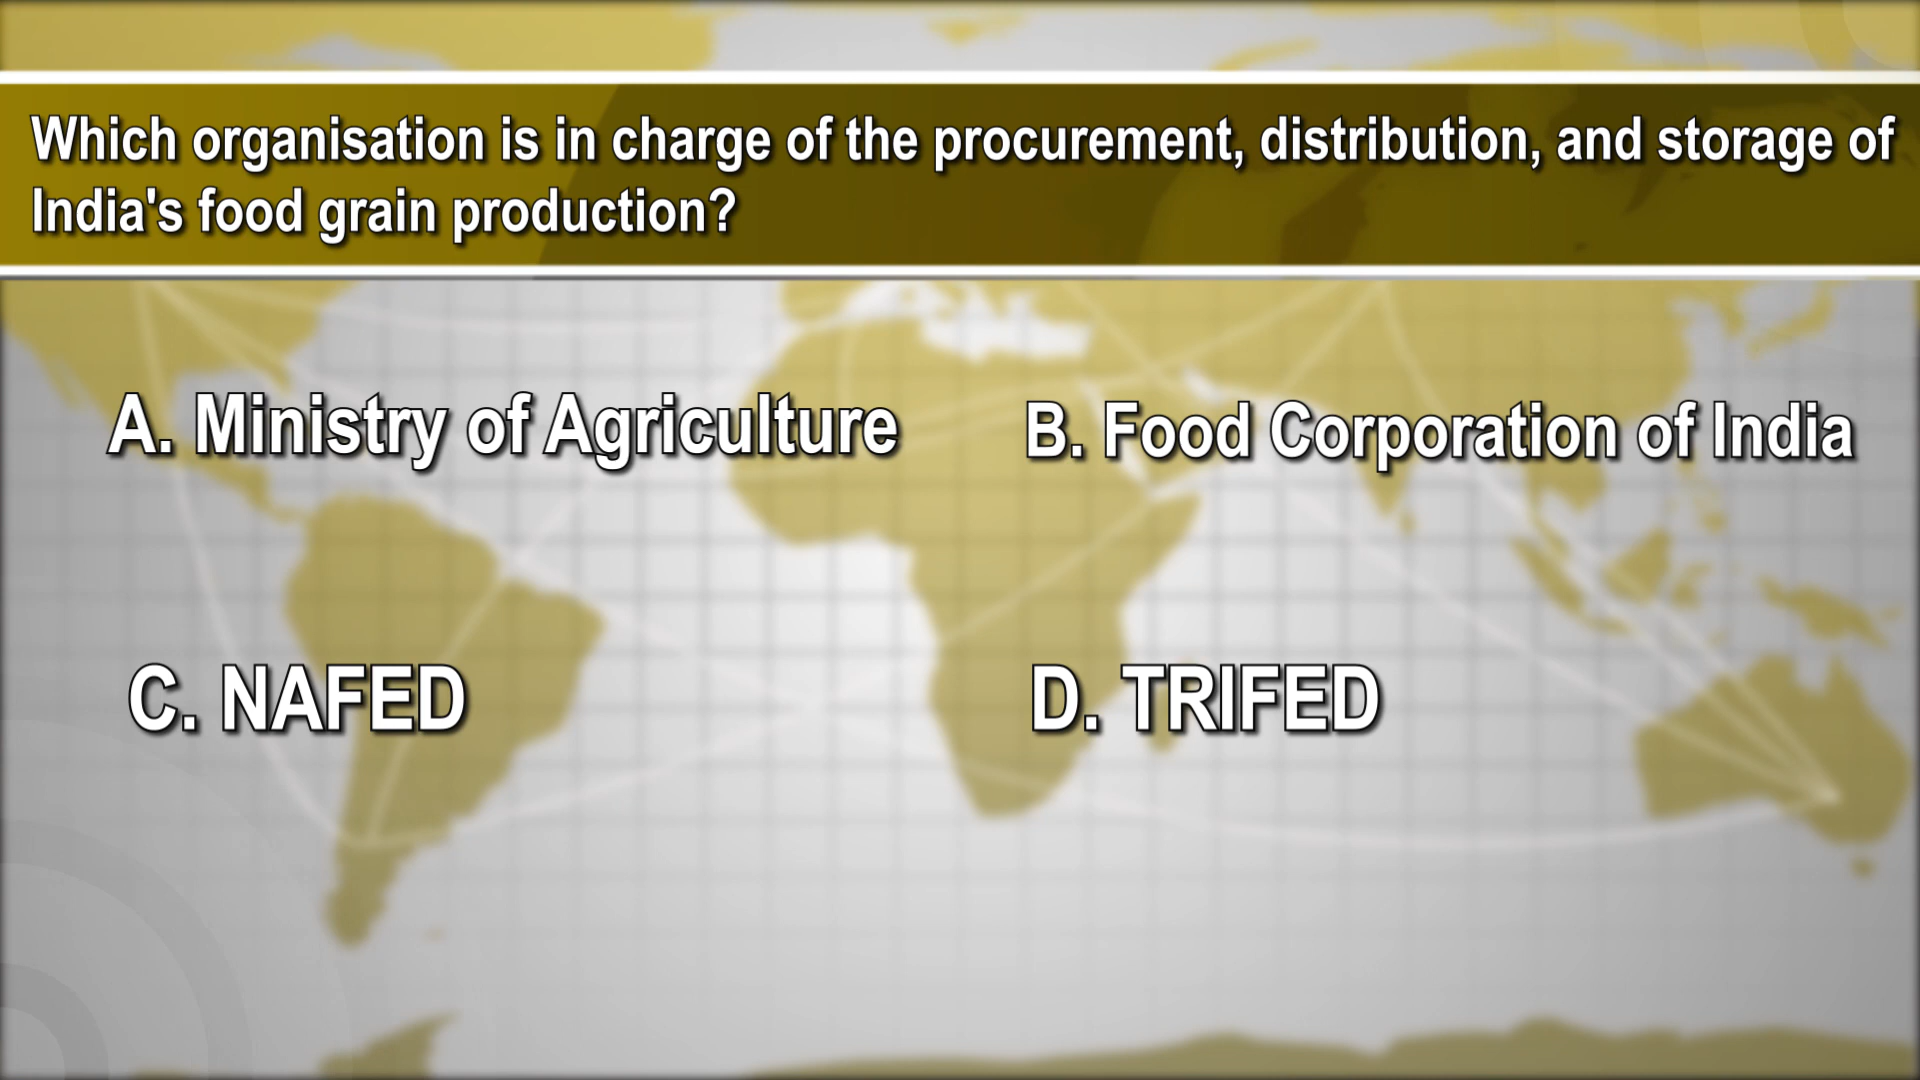 Which organisation is in charge of the procurement, distribution, and storage of
India's food grain production?
A. Ministry of Agriculture
B. Food Corporation of India
C. NAFED
D. TRIFED